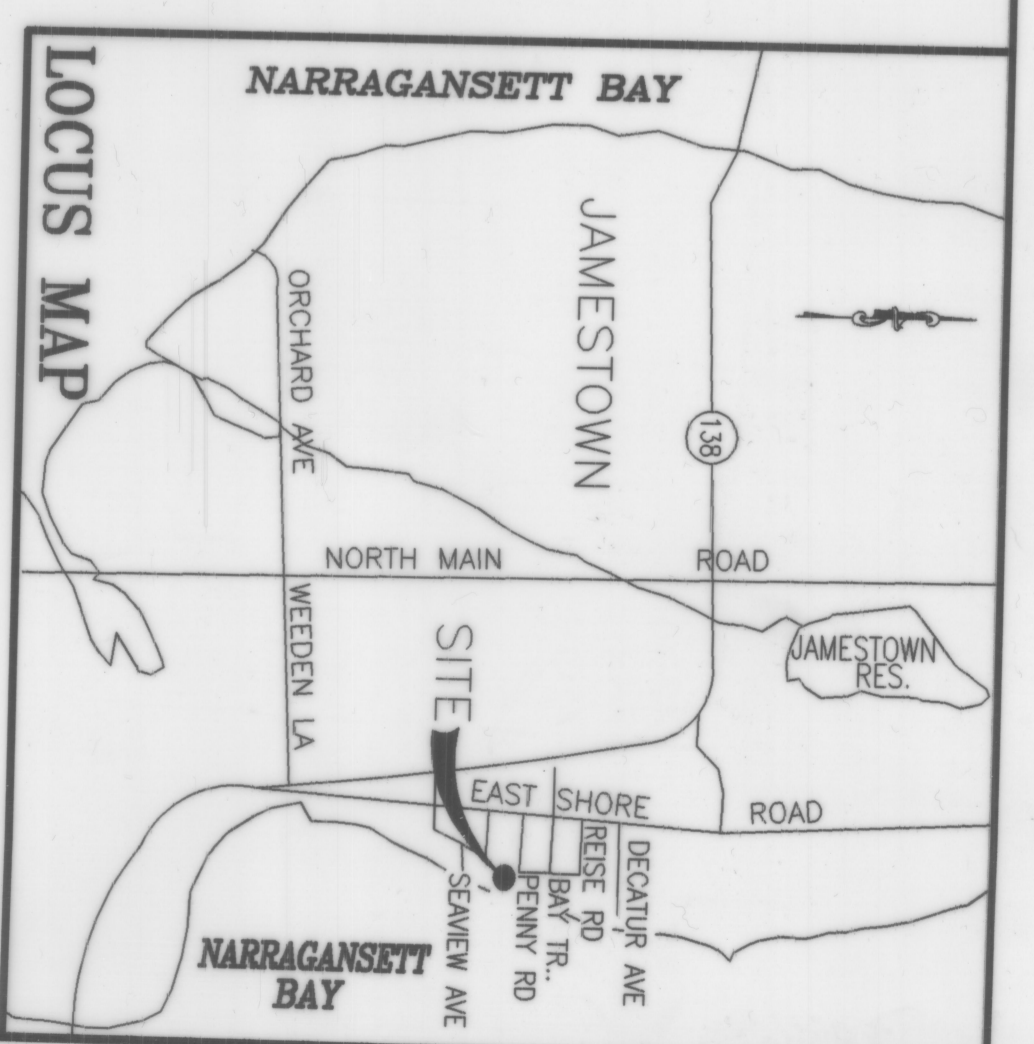 NARRAGANSETT BAY
LOCUS MAP
JAMESTOWN
ORCHARD AVE
138
NORTH MAIN ROAD
JAMESTOWN
RES.
WEEDEN LA
SITE
EAST SHORE ROAD
DECATUR AVE
REISE RD
BAY TR..
PENNY RD
SEAVIEW AVE
NARRAGANSETT
BAY